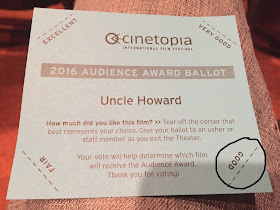 EXCELLENT
VERY GOOD
cinetopia
INTERNATIONAL FILM FESTIVAL
2016 AUDIENCE AWARD BALLOT
Uncle Howard
How much did you like this film? >> Tear off the corner that
best represents your choice. Give your ballot to an usher or
staff member as you exit the Theater.
Your vote will help determine which film
will receive the Audience Award.
Thank you for voting!
FAIR
GOOD